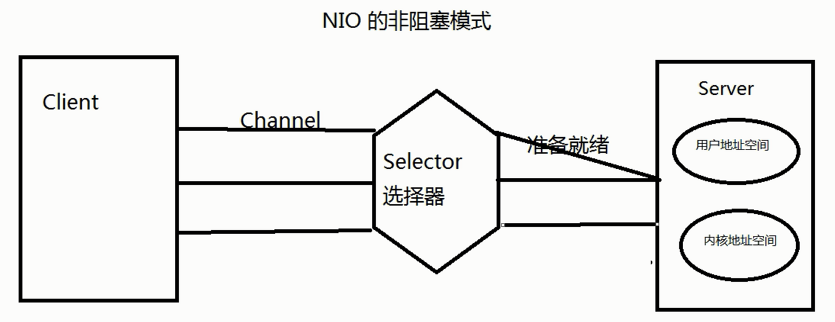 NIO 的非阻塞模式
Client
Channel
Selector
选择器
准备就绪
Server
用户地址空间
内核地址空间